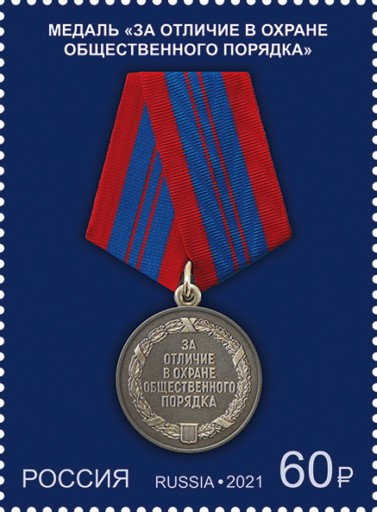 МЕДАЛЬ «ЗА ОТЛИЧИЕ В ОХРАНЕ
ОБЩЕСТВЕННОГО ПОРЯДКА»
ЗА
ОТЛИЧИЕ
В ОХРАНЕ
ОБЩЕСТВЕННОГО
ПОРЯДКА
РОССИЯ RUSSIA • 2021 60₽